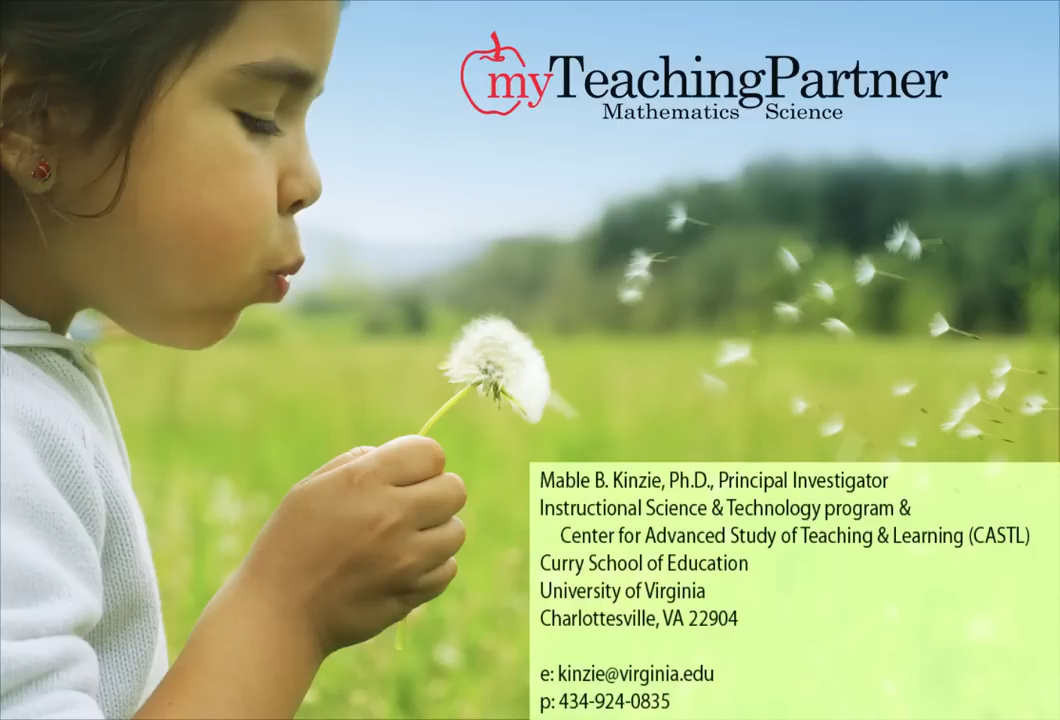 myTeachingPartner
Mathematics Science
Mable B. Kinzie, Ph.D., Principal Investigator
Instructional Science & Technology program &
Center for Advanced Study of Teaching & Learning (CASTL)
Curry School of Education
University of Virginia
Charlottesville, VA 22904
e: kinzie@virginia.edu
p: 434-924-0835